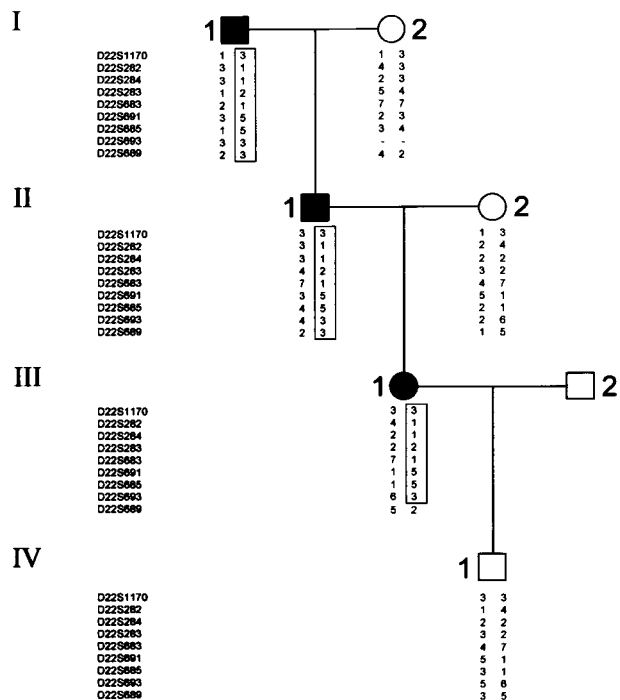 I
1 2
D22S1170 1 3 1 3
D22S282 3 1 4 3
D22S284 3 1 2 3
D22S283 1 2 5 4
D22S683 2 1 7 7
D22S691 3 5 2 3
D22S685 1 5 3 4
D22S693 3 3 - -
D22S689 2 3 4 2
II
1 2
D22S1170 3 3 1 3
D22S282 3 1 2 4
D22S284 3 1 2 2
D22S283 4 2 3 2
D22S683 7 1 4 7
D22S691 3 5 5 1
D22S685 4 5 2 1
D22S693 4 3 2 6
D22S689 2 3 1 5
III
1 2
D22S1170 3 3
D22S282 4 1
D22S284 2 1
D22S283 2 2
D22S683 7 1
D22S691 1 5
D22S685 1 5
D22S693 6 3
D22S689 5 2
IV
1
D22S1170 3 3
D22S282 1 4
D22S284 2 2
D22S283 3 2
D22S683 4 7
D22S691 5 1
D22S685 3 1
D22S693 5 6
D22S689 3 5